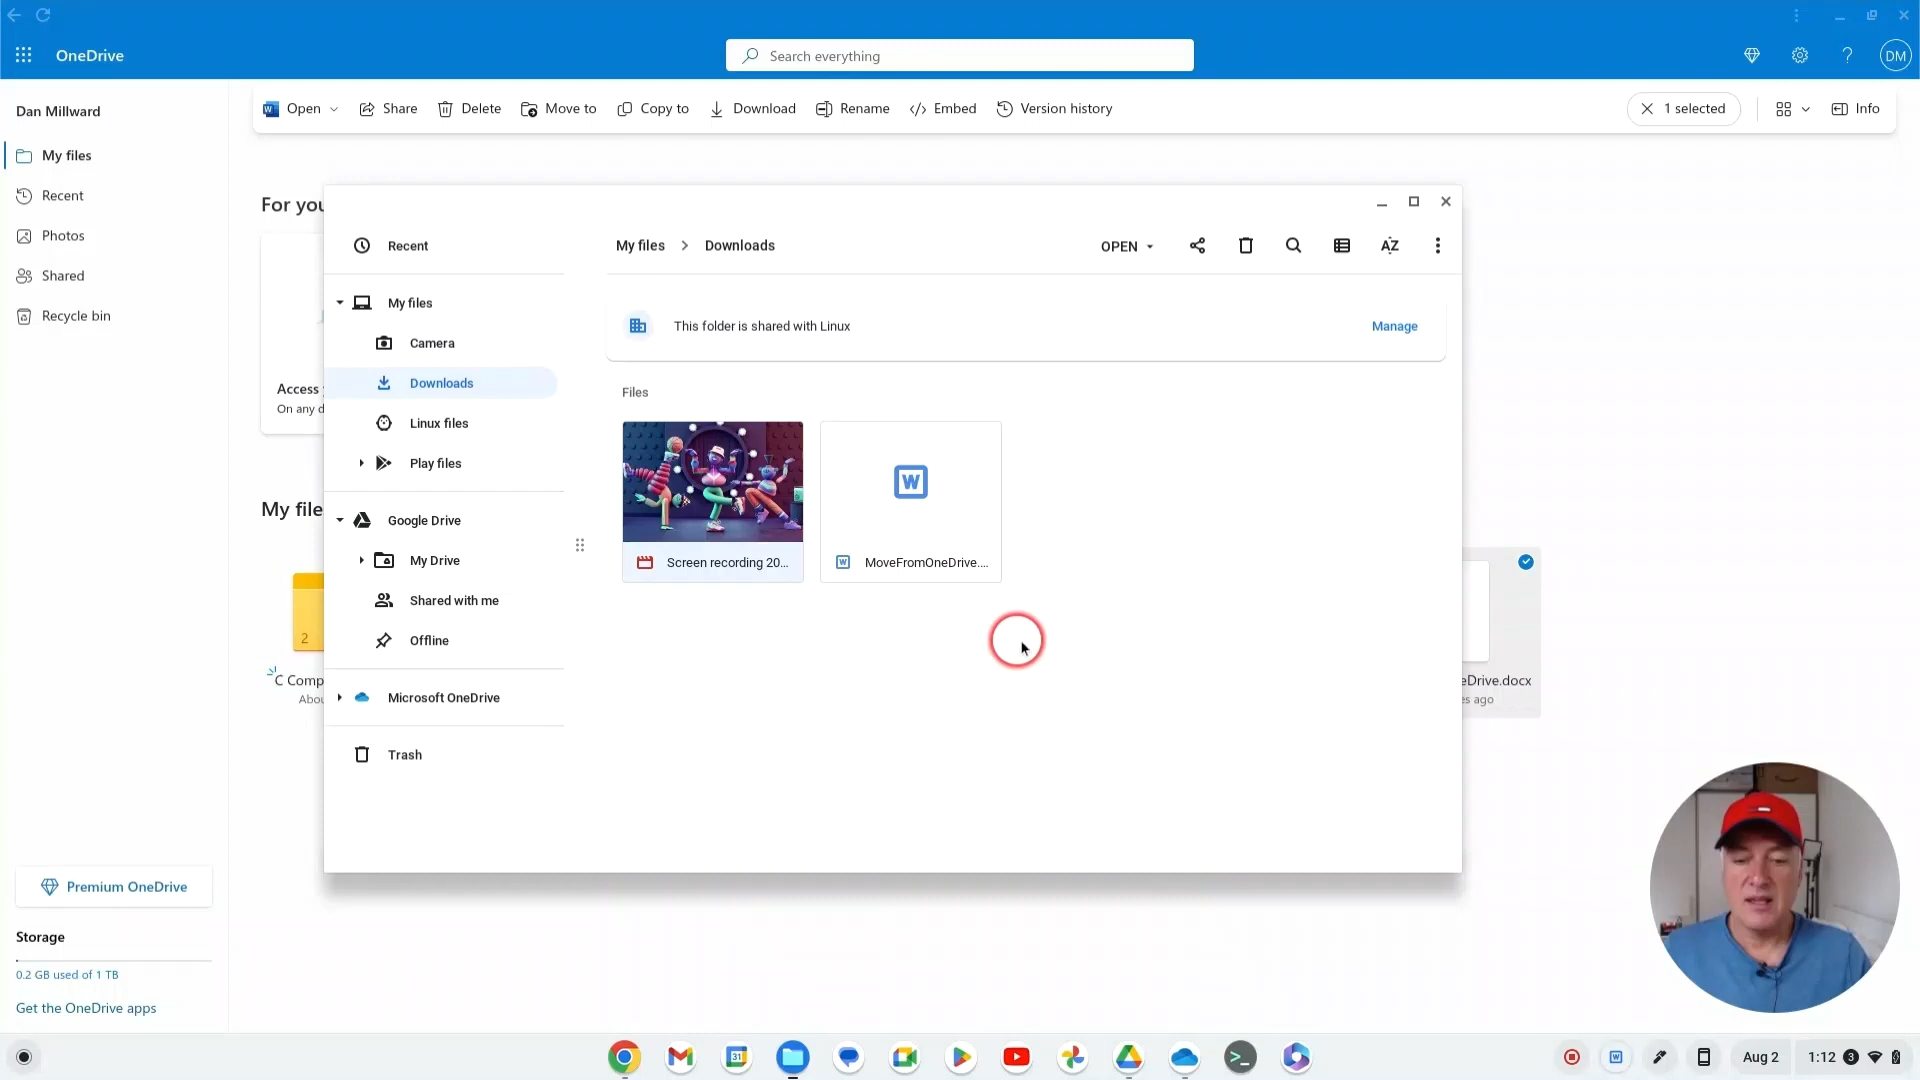 OneDrive
Search everything
DM
Dan Millward
Open
Share
Delete
Move to
Copy to
Download
Rename
Embed
Version history
1 selected
Info
My files
Recent
Photos
Shared
Recycle bin
For you
Access
On any d
My file
2
C Comp
Abou
Recent
My files
Camera
Downloads
Linux files
Play files
Google Drive
My Drive
Shared with me
Offline
Microsoft OneDrive
Trash
My files
Downloads
OPEN
AZ
This folder is shared with Linux
Manage
Files
W
Screen recording 20...
W
MoveFromOneDrive....
eDrive.docx
es ago
Premium OneDrive
Storage
0.2 GB used of 1 TB
Get the OneDrive apps
31
W
Aug 2
1:12
3